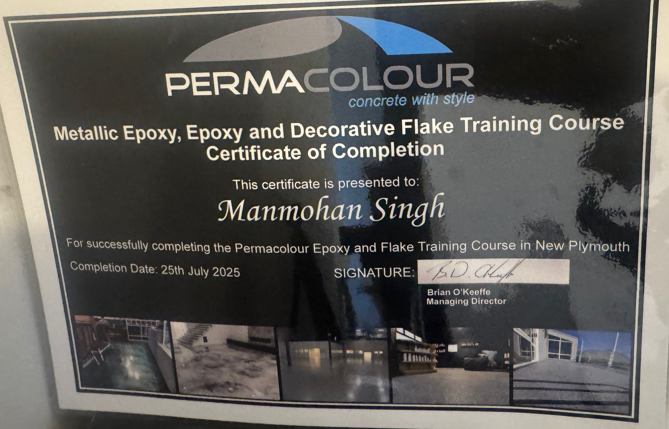 PERMACOLOUR
concrete with style
Metallic Epoxy, Epoxy and Decorative Flake Training Course
Certificate of Completion
This certificate is presented to:
Manmohan Singh
For successfully completing the Permacolour Epoxy and Flake Training Course in New Plymouth
Completion Date: 25th July 2025
SIGNATURE:
Brian O'Keeffe
Managing Director